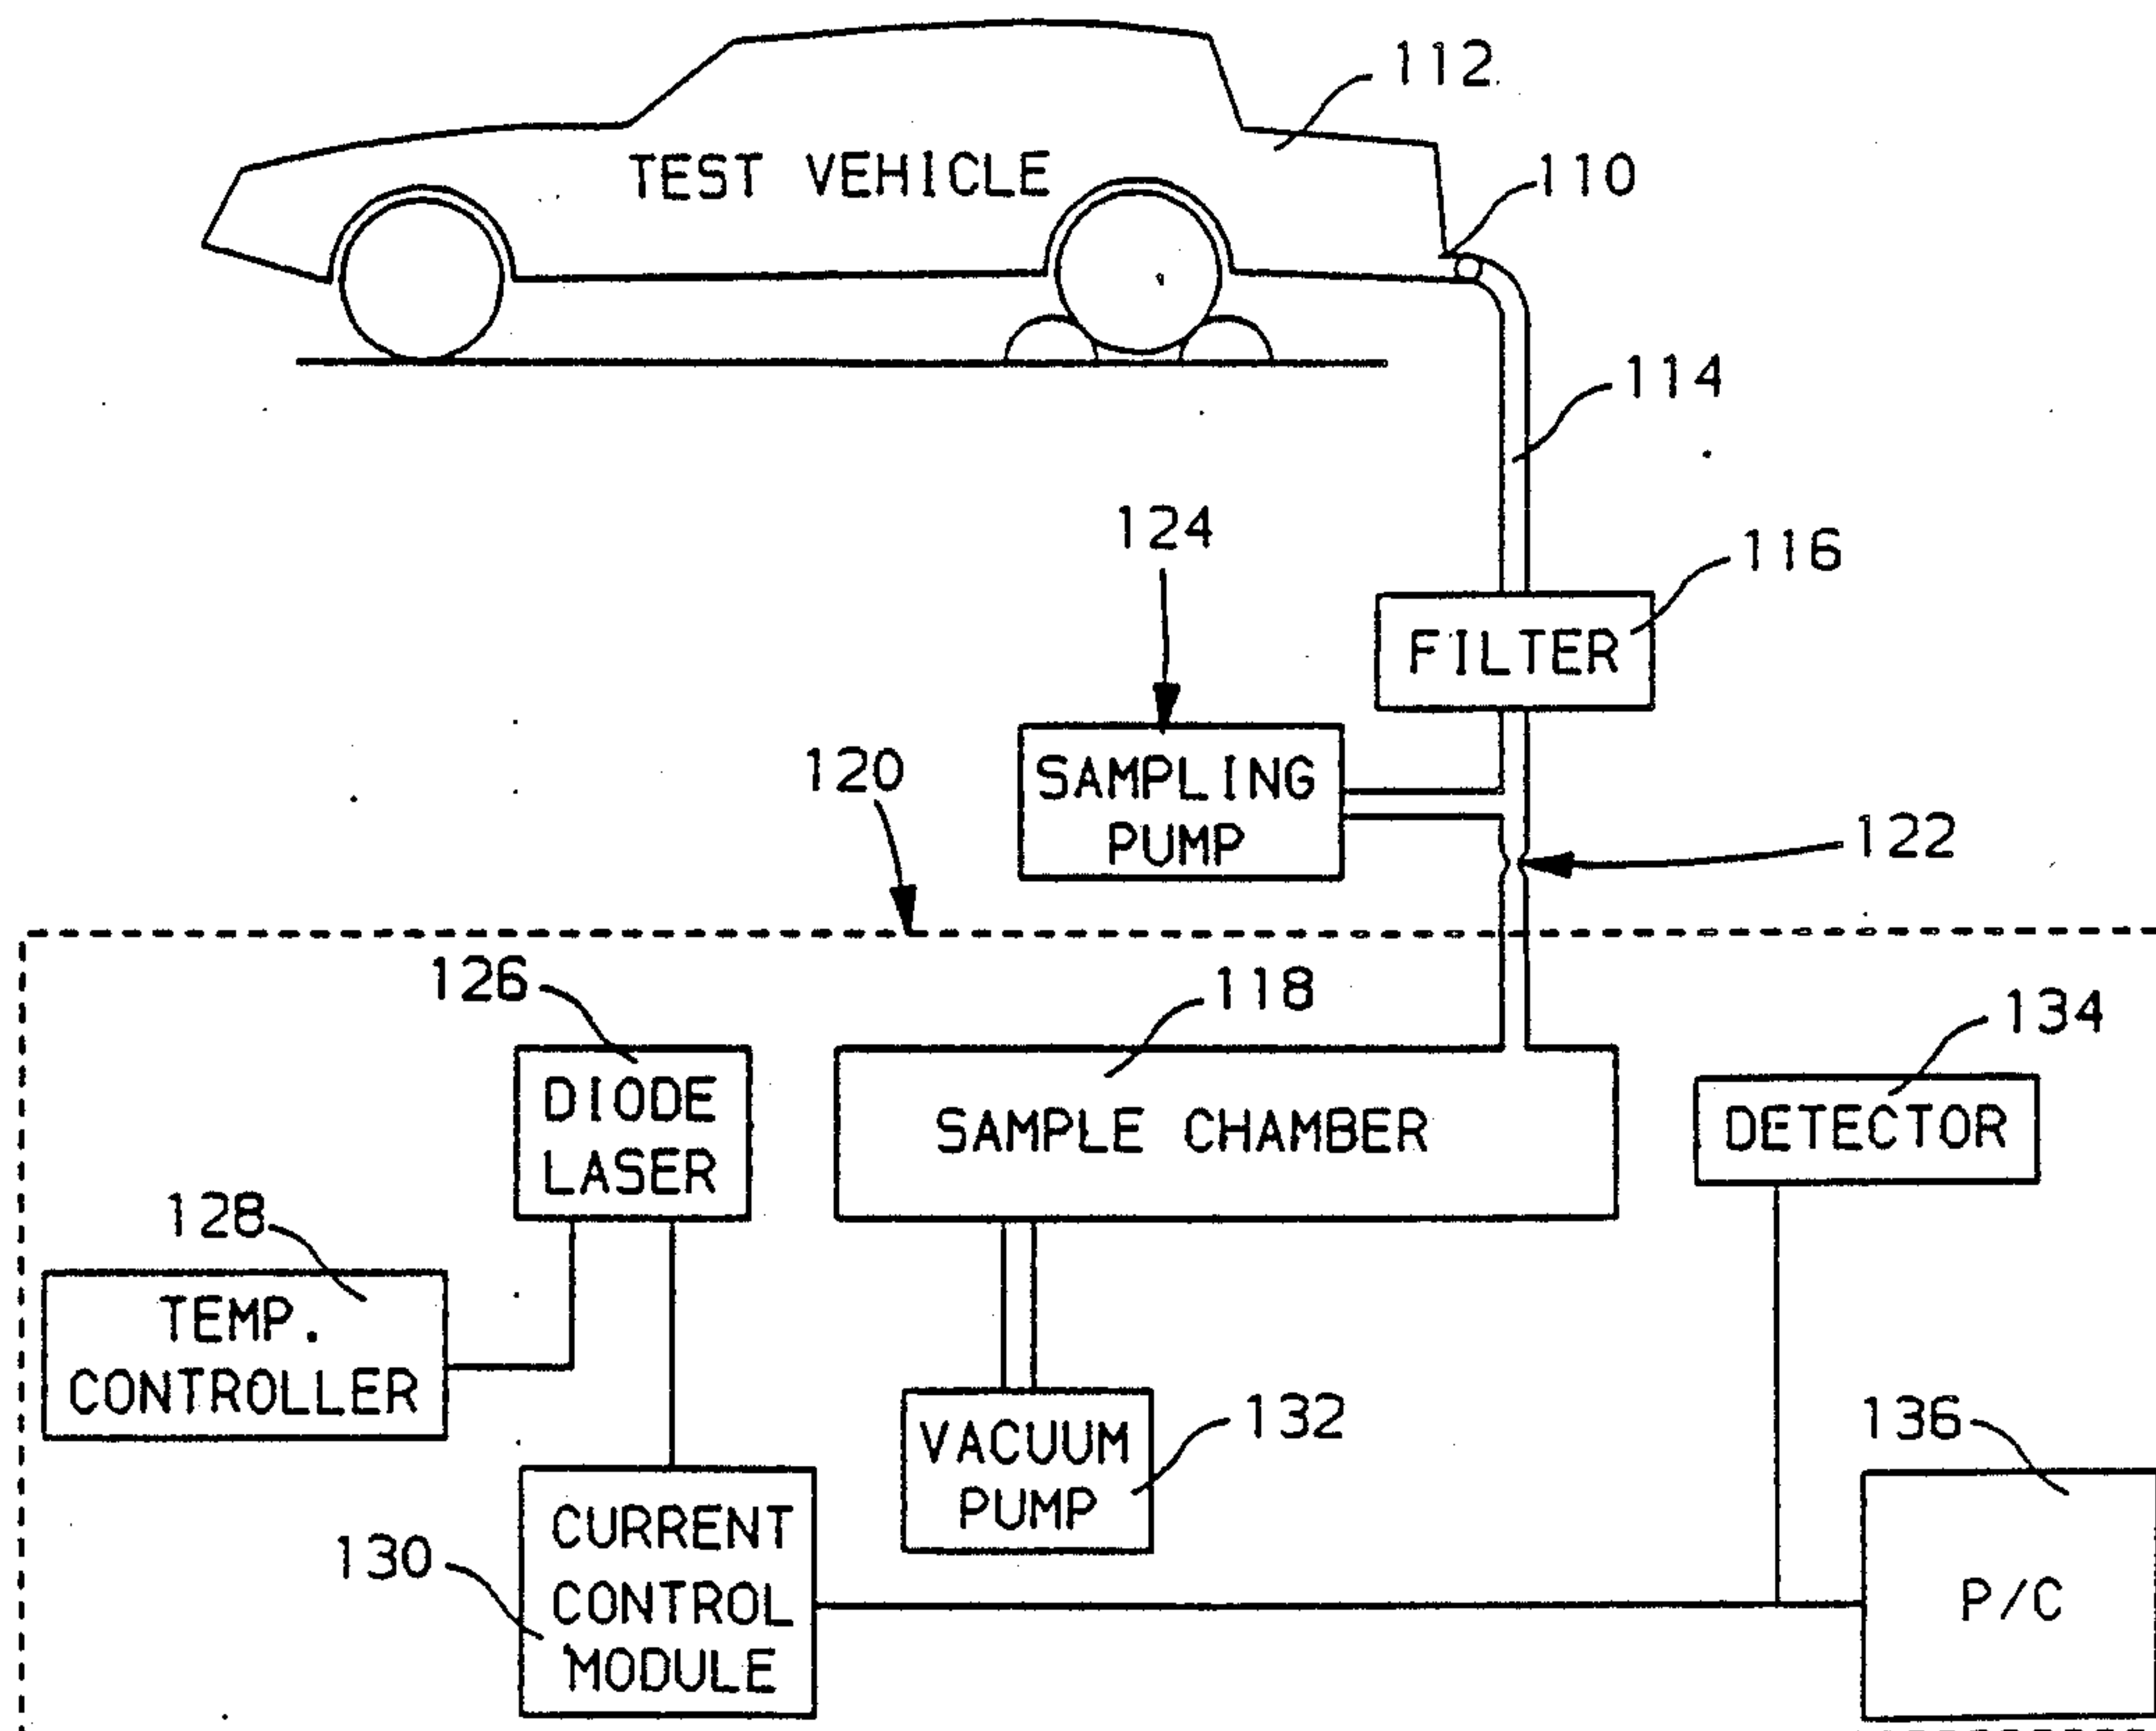 112
TEST VEHICLE
110
114
124
116
FILTER
120
SAMPLING
PUMP
122
126
118
134
DIODE
LASER
SAMPLE CHAMBER
DETECTOR
128
TEMP.
CONTROLLER
VACUUM
PUMP
132
136
130
CURRENT
CONTROL
MODULE
P/C